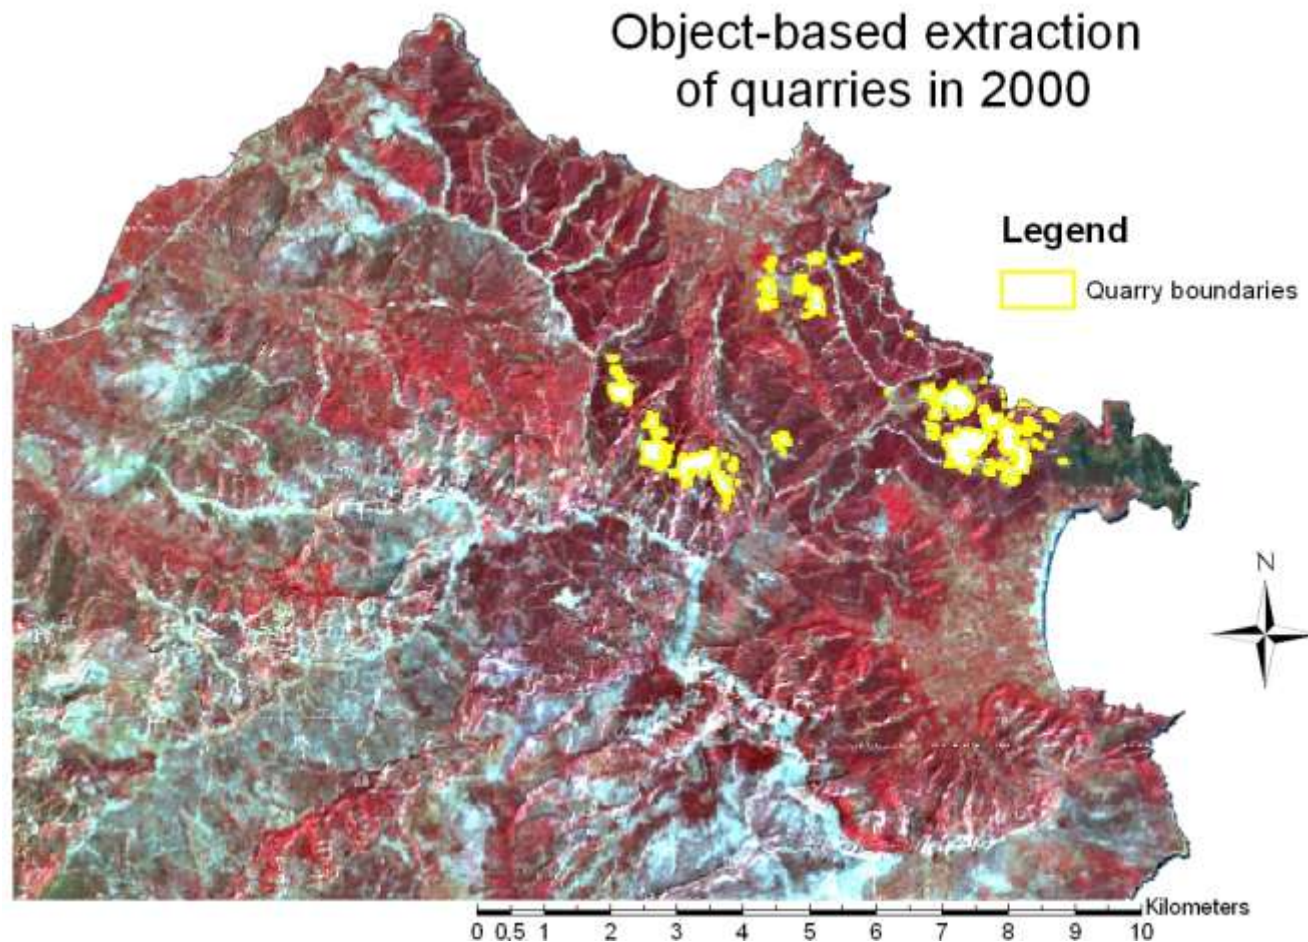 Object-based extraction
of quarries in 2000
Legend
Quarry boundaries
N
Kilometers
0 0.5 1 2 3 4 5 6 7 8 9 10